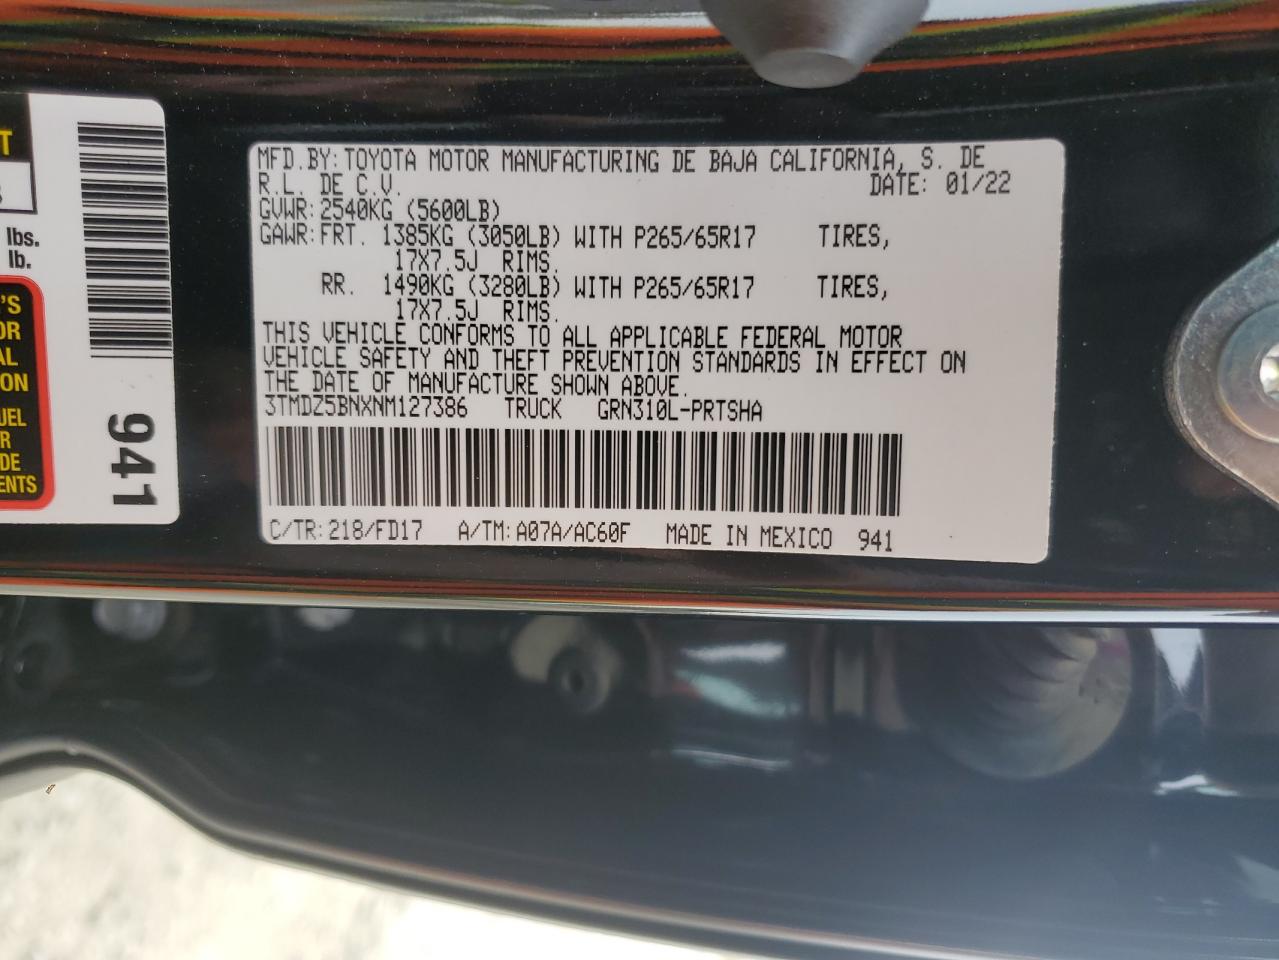 MFD.BY:TOYOTA MOTOR MANUFACTURING DE BAJA CALIFORNIA, S. DE
R.L. DE C.V. DATE: 01/22
GVWR:2540KG (5600LB)
GAWR:FRT. 1385KG (3050LB) WITH P265/65R17 TIRES,
17X7.5J RIMS.
RR. 1490KG (3280LB) WITH P265/65R17 TIRES,
17X7.5J RIMS.
THIS VEHICLE CONFORMS TO ALL APPLICABLE FEDERAL MOTOR
VEHICLE SAFETY AND THEFT PREVENTION STANDARDS IN EFFECT ON
THE DATE OF MANUFACTURE SHOWN ABOVE.
3TMDZ5BNXNM127386 TRUCK GRN310L-PRTSHA
C/TR:218/FD17 A/TM:A07A/AC60F MADE IN MEXICO 941
lbs.
lb.
941